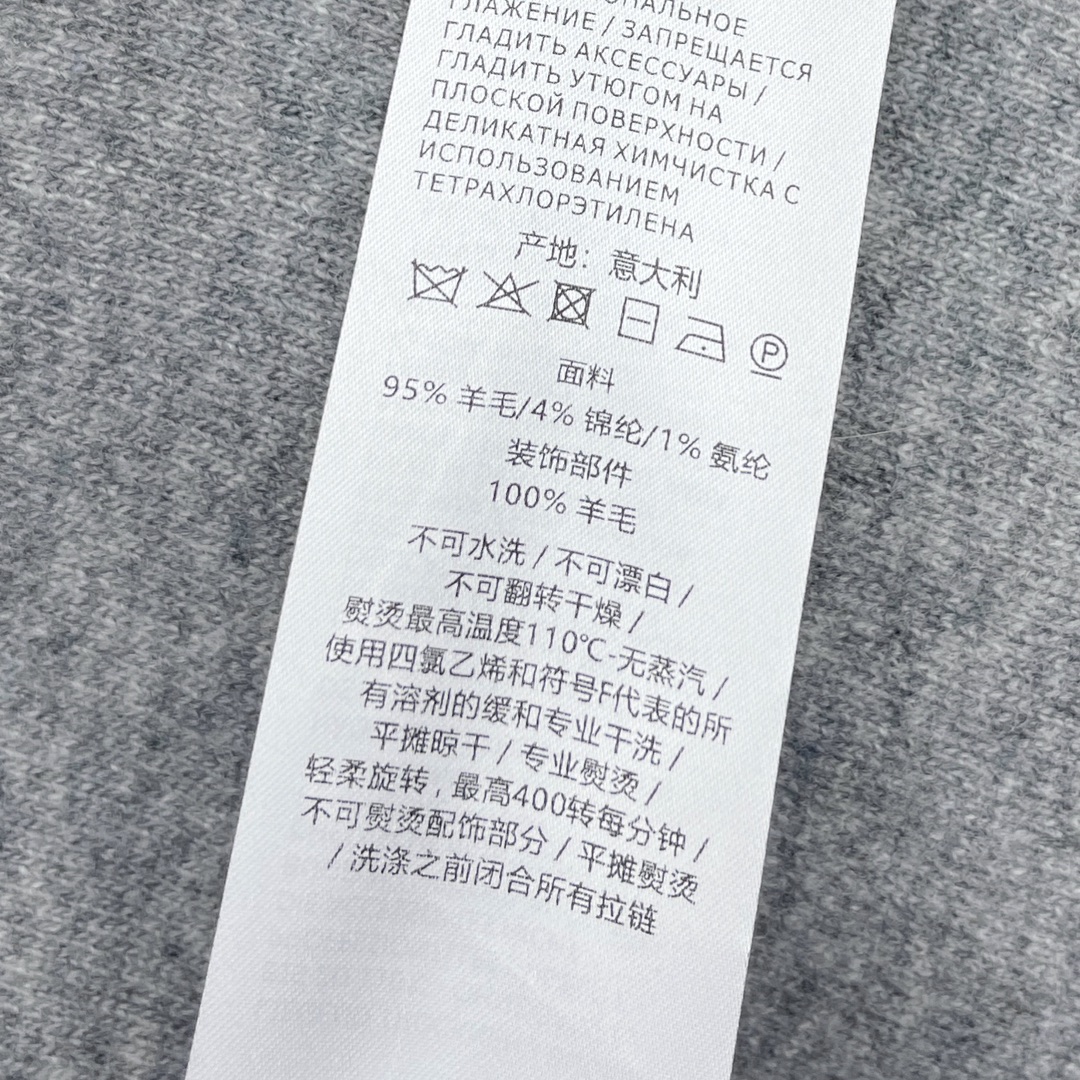 ГЛАЖЕНИЕ / ЗАПРЕЩАЕТСЯ
ГЛАДИТЬ АКСЕССУАРЫ /
ГЛАДИТЬ УТЮГОМ НА
ПЛОСКОЙ ПОВЕРХНОСТИ /
ДЕЛИКАТНАЯ ХИМЧИСТКА С
ИСПОЛЬЗОВАНИЕМ
ТЕТРАХЛОРЭТИЛЕНА
产地：意大利
P
面料
95% 羊毛/4% 锦纶/1% 氨纶
装饰部件
100% 羊毛
不可水洗 / 不可漂白 /
不可翻转干燥 /
熨烫最高温度110℃-无蒸汽 /
使用四氯乙烯和符号F代表的所
有溶剂的缓和专业干洗 /
平摊晾干 / 专业熨烫 /
轻柔旋转, 最高400转每分钟 /
不可熨烫配饰部分 / 平摊熨烫
/ 洗涤之前闭合所有拉链